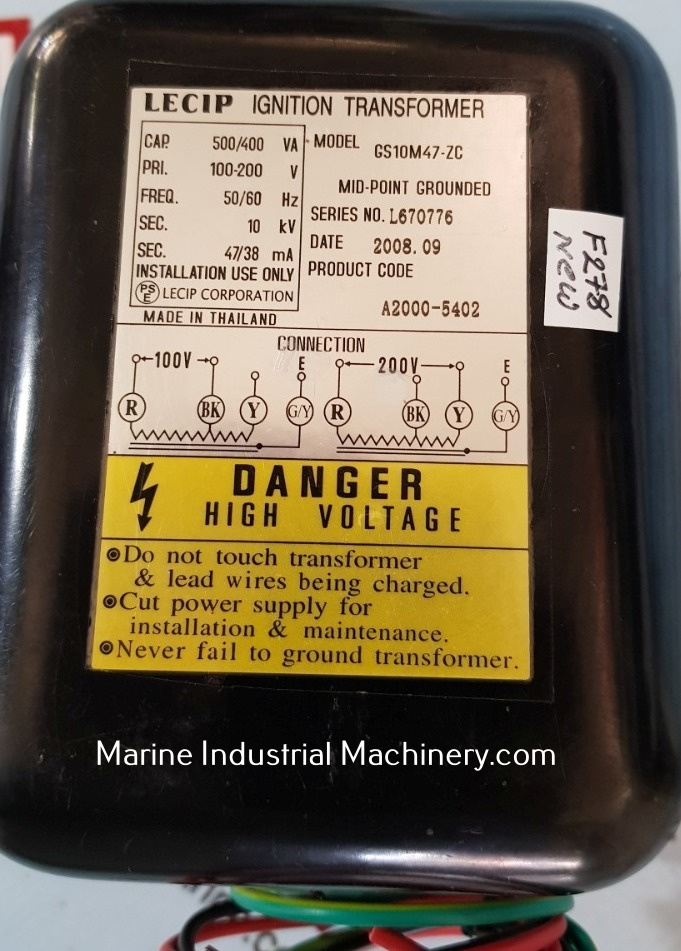 LECIP IGNITION TRANSFORMER
CAP. 500/400 VA
PRI. 100-200 V
FREQ. 50/60 Hz
SEC. 10 kV
SEC. 47/38 mA
INSTALLATION USE ONLY
PSE LECIP CORPORATION
MADE IN THAILAND
MODEL GS10M47-ZC
MID-POINT GROUNDED
SERIES NO. L670776
DATE 2008.09
PRODUCT CODE
A2000-5402
F278
New
CONNECTION
100V E 200V E
R BK Y G/Y R BK Y G/Y
DANGER
HIGH VOLTAGE
Do not touch transformer
& lead wires being charged.
Cut power supply for
installation & maintenance.
Never fail to ground transformer.
Marine Industrial Machinery.com